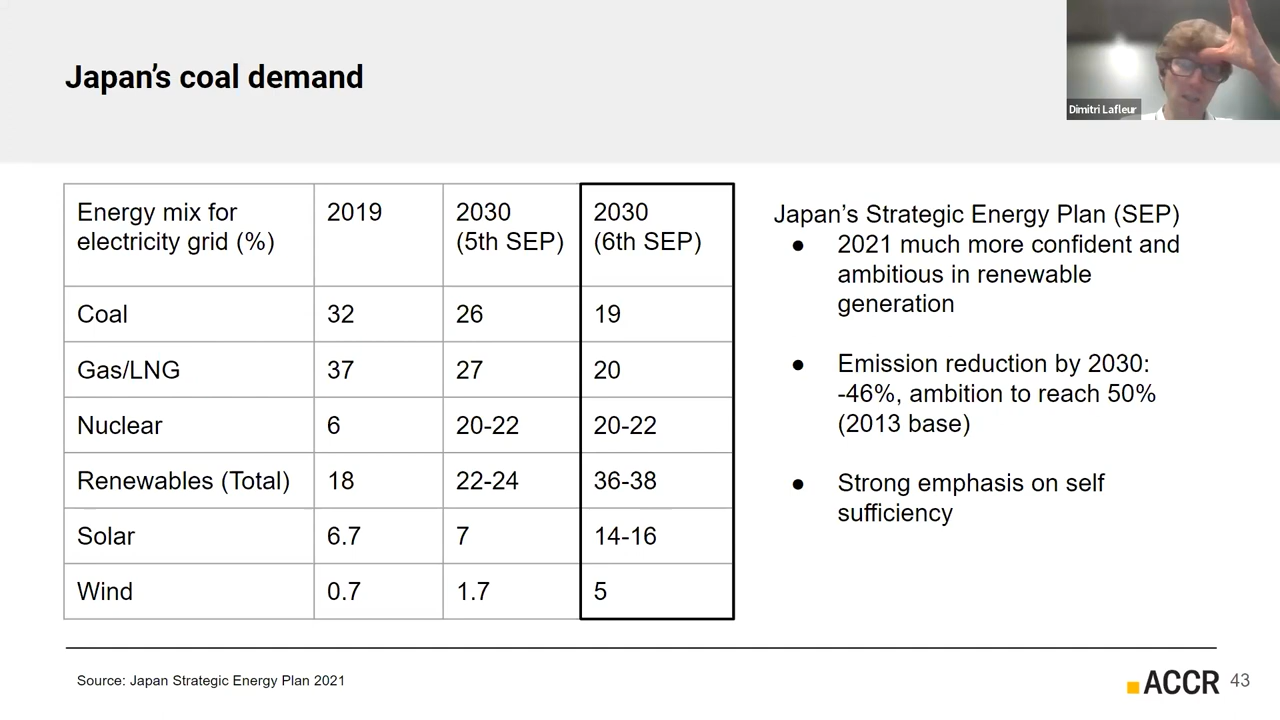 Japan's coal demand
Dimitri Lafleur
Energy mix for
electricity grid (%)
2019
2030
(5th SEP)
2030
(6th SEP)
Coal
32
26
19
Gas/LNG
37
27
20
Nuclear
6
20-22
20-22
Renewables (Total)
18
22-24
36-38
Solar
6.7
7
14-16
Wind
0.7
1.7
5
Japan's Strategic Energy Plan (SEP)
● 2021 much more confident and
ambitious in renewable
generation
● Emission reduction by 2030:
-46%, ambition to reach 50%
(2013 base)
● Strong emphasis on self
sufficiency
Source: Japan Strategic Energy Plan 2021
ACCR
43